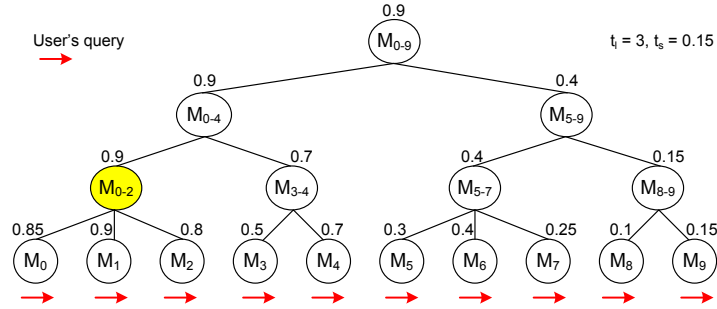 0.9
User's query
M0-9
tl = 3, ts = 0.15
0.9 0.4
M0-4 M5-9
0.9 0.7 0.4 0.15
M0-2 M3-4 M5-7 M8-9
0.85 0.9 0.8 0.5 0.7 0.3 0.4 0.25 0.1 0.15
M0 M1 M2 M3 M4 M5 M6 M7 M8 M9